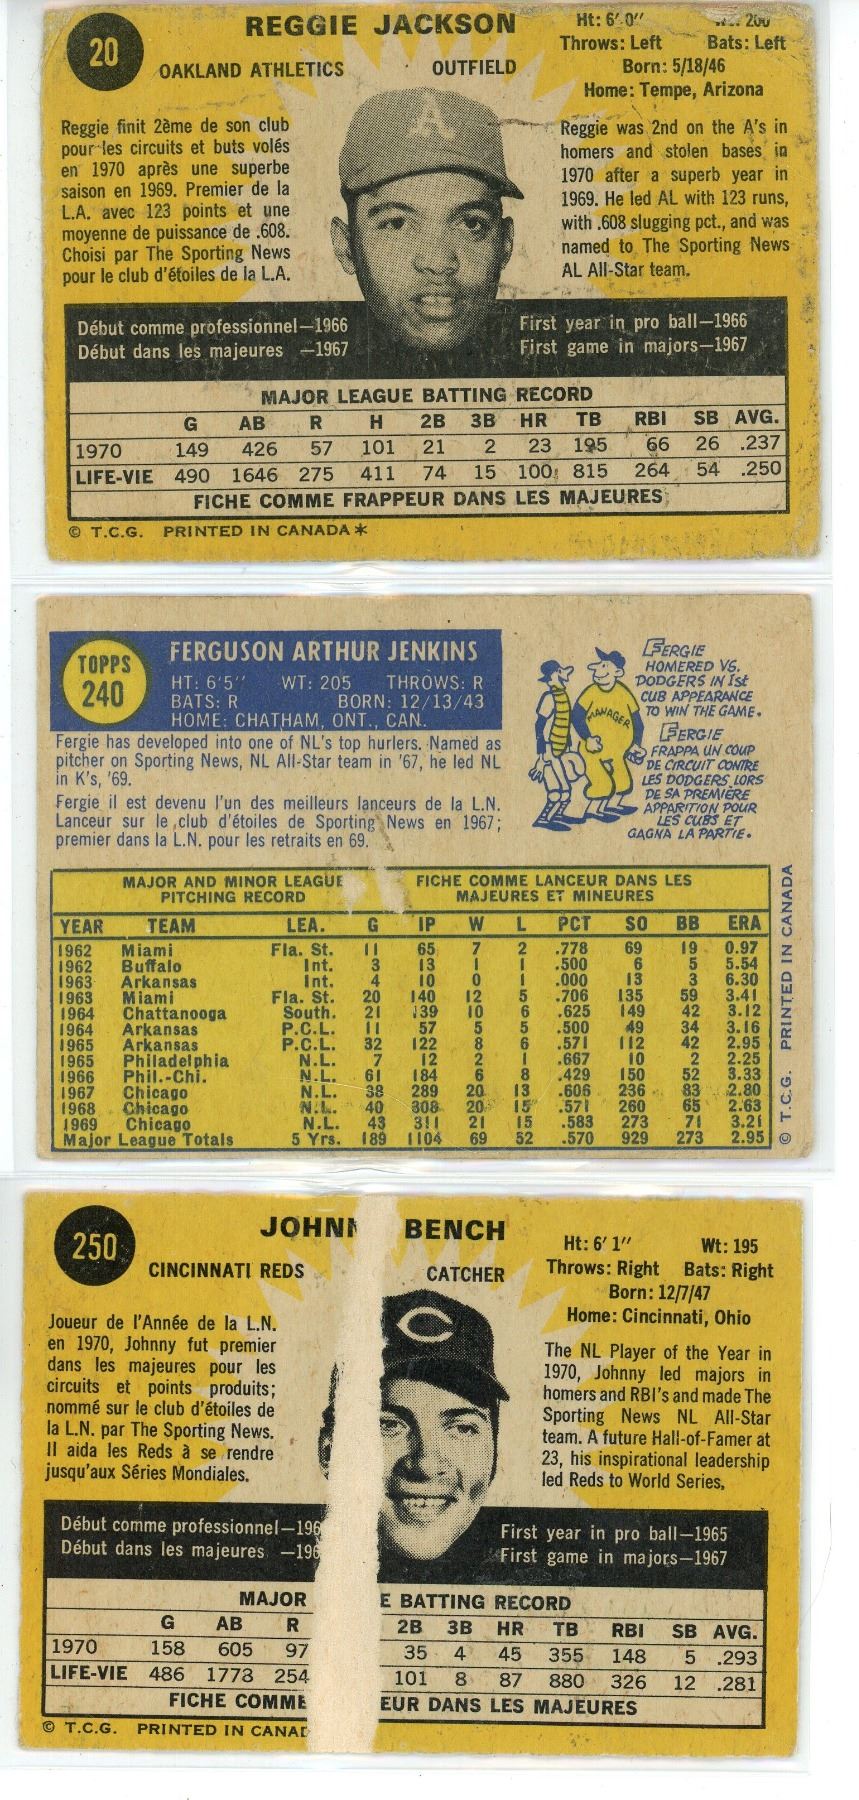 20
REGGIE JACKSON
OAKLAND ATHLETICS OUTFIELD
Ht: 6' 0" 200
Throws: Left Bats: Left
Born: 5/18/46
Home: Tempe, Arizona
Reggie finit 2ème de son club
pour les circuits et buts volés
en 1970 après une superbe
saison en 1969. Premier de la
L.A. avec 123 points et une
moyenne de puissance de .608.
Choisi par The Sporting News
pour le club d'étoiles de la L.A.
A
Reggie was 2nd on the A's in
homers and stolen bases in
1970 after a superb year in
1969. He led AL with 123 runs,
with .608 slugging pct., and was
named to The Sporting News
AL All-Star team.
Début comme professionnel—1966
Début dans les majeures —1967
First year in pro ball—1966
First game in majors—1967
MAJOR LEAGUE BATTING RECORD
G AB R H 2B 3B HR TB RBI SB AVG.
1970 149 426 57 101 21 2 23 195 66 26 .237
LIFE-VIE 490 1646 275 411 74 15 100 815 264 54 .250
FICHE COMME FRAPPEUR DANS LES MAJEURES
© T.C.G. PRINTED IN CANADA*
TOPPS
240
FERGUSON ARTHUR JENKINS
HT: 6'5" WT: 205 THROWS: R
BATS: R BORN: 12/13/43
HOME: CHATHAM, ONT., CAN.
Fergie has developed into one of NL's top hurlers. Named as
pitcher on Sporting News, NL All-Star team in '67, he led NL
in K's, '69.
Fergie il est devenu l'un des meilleurs lanceurs de la L.N.
Lanceur sur le club d'étoiles de Sporting News en 1967;
premier dans la L.N. pour les retraits en 69.
MANAGER
FERGIE
HOMERED VS.
DODGERS IN 1st
CUB APPEARANCE
TO WIN THE GAME.
FERGIE
FRAPPA UN COUP
DE CIRCUIT CONTRE
LES DODGERS LORS
DE SA PREMIÈRE
APPARITION POUR
LES CUBS ET
GAGNA LA PARTIE.
MAJOR AND MINOR LEAGUE
PITCHING RECORD
FICHE COMME LANCEUR DANS LES
MAJEURES ET MINEURES
YEAR TEAM LEA. G IP W L PCT SO BB ERA
1962 Miami Fla. St. 11 65 7 2 .778 69 19 0.97
1962 Buffalo Int. 3 13 1 1 .500 6 5 5.54
1963 Arkansas Int. 4 10 0 1 .000 13 3 6.30
1963 Miami Fla. St. 20 140 12 5 .706 135 59 3.41
1964 Chattanooga South. 21 139 10 6 .625 149 42 3.12
1964 Arkansas P.C.L. 11 57 5 5 .500 49 34 3.16
1965 Arkansas P.C.L. 32 122 8 6 .571 112 42 2.95
1965 Philadelphia N.L. 7 12 2 1 .667 10 2 2.25
1966 Phil.-Chi. N.L. 61 184 6 8 .429 150 52 3.33
1967 Chicago N.L. 38 289 20 13 .606 236 83 2.80
1968 Chicago N.L. 40 308 20 15 .571 260 65 2.63
1969 Chicago N.L. 43 311 21 15 .583 273 71 3.21
Major League Totals 5 Yrs. 189 1104 69 52 .570 929 273 2.95
© T.C.G. PRINTED IN CANADA
250
JOHNN BENCH
CINCINNATI REDS CATCHER
Ht: 6' 1" Wt: 195
Throws: Right Bats: Right
Born: 12/7/47
Home: Cincinnati, Ohio
Joueur de l'Année de la L.N.
en 1970, Johnny fut premier
dans les majeures pour les
circuits et points produits;
nommé sur le club d'étoiles de
la L.N. par The Sporting News.
Il aida les Reds à se rendre
jusqu'aux Séries Mondiales.
C
The NL Player of the Year in
1970, Johnny led majors in
homers and RBI's and made The
Sporting News NL All-Star
team. A future Hall-of-Famer at
23, his inspirational leadership
led Reds to World Series.
Début comme professionnel—196
Début dans les majeures —196
First year in pro ball—1965
First game in majors—1967
MAJOR E BATTING RECORD
G AB R 2B 3B HR TB RBI SB AVG.
1970 158 605 97 35 4 45 355 148 5 .293
LIFE-VIE 486 1773 254 101 8 87 880 326 12 .281
FICHE COMME EUR DANS LES MAJEURES
© T.C.G. PRINTED IN CANAD